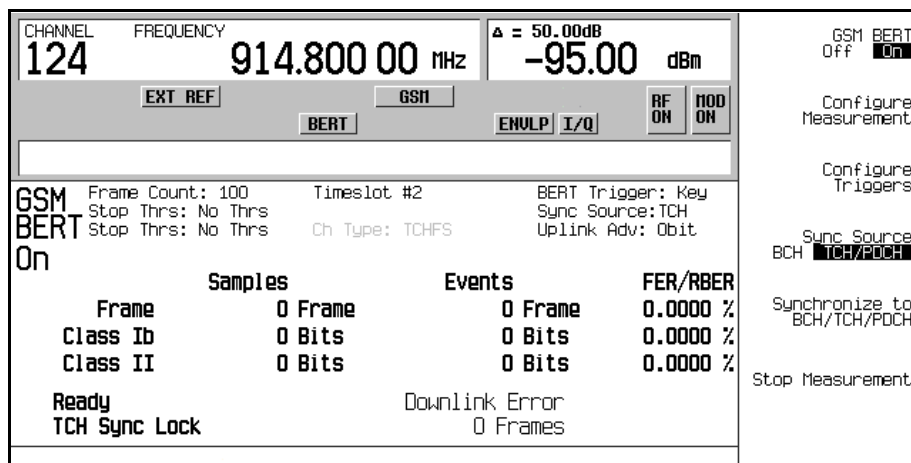 CHANNEL FREQUENCY Δ = 50.00dB
124 914.800 00 MHz -95.00 dBm
EXT REF GSM RF ON MOD ON
BERT ENVLP I/Q
GSM BERT On
Frame Count: 100 Timeslot #2 BERT Trigger: Key
Stop Thrs: No Thrs Sync Source:TCH
Stop Thrs: No Thrs Ch Type: TCHFS Uplink Adv: 0bit
Samples Events FER/RBER
Frame 0 Frame 0 Frame 0.0000 %
Class Ib 0 Bits 0 Bits 0.0000 %
Class II 0 Bits 0 Bits 0.0000 %
Ready Downlink Error
TCH Sync Lock 0 Frames
GSM BERT
Off On
Configure
Measurement
Configure
Triggers
Sync Source
BCH TCH/PDCH
Synchronize to
BCH/TCH/PDCH
Stop Measurement